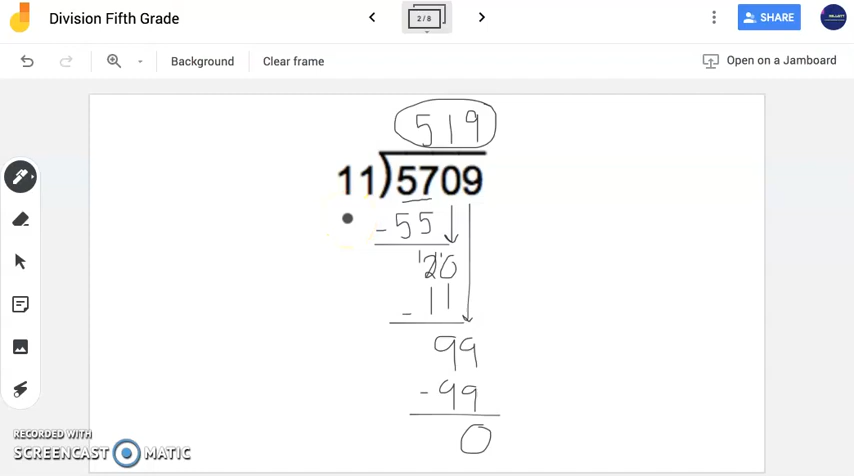 Division Fifth Grade
2 / 8
SHARE
Background
Clear frame
Open on a Jamboard
519
11)5709
- 55
20
- 11
99
- 99
0
RECORDED WITH
SCREENCAST MATIC